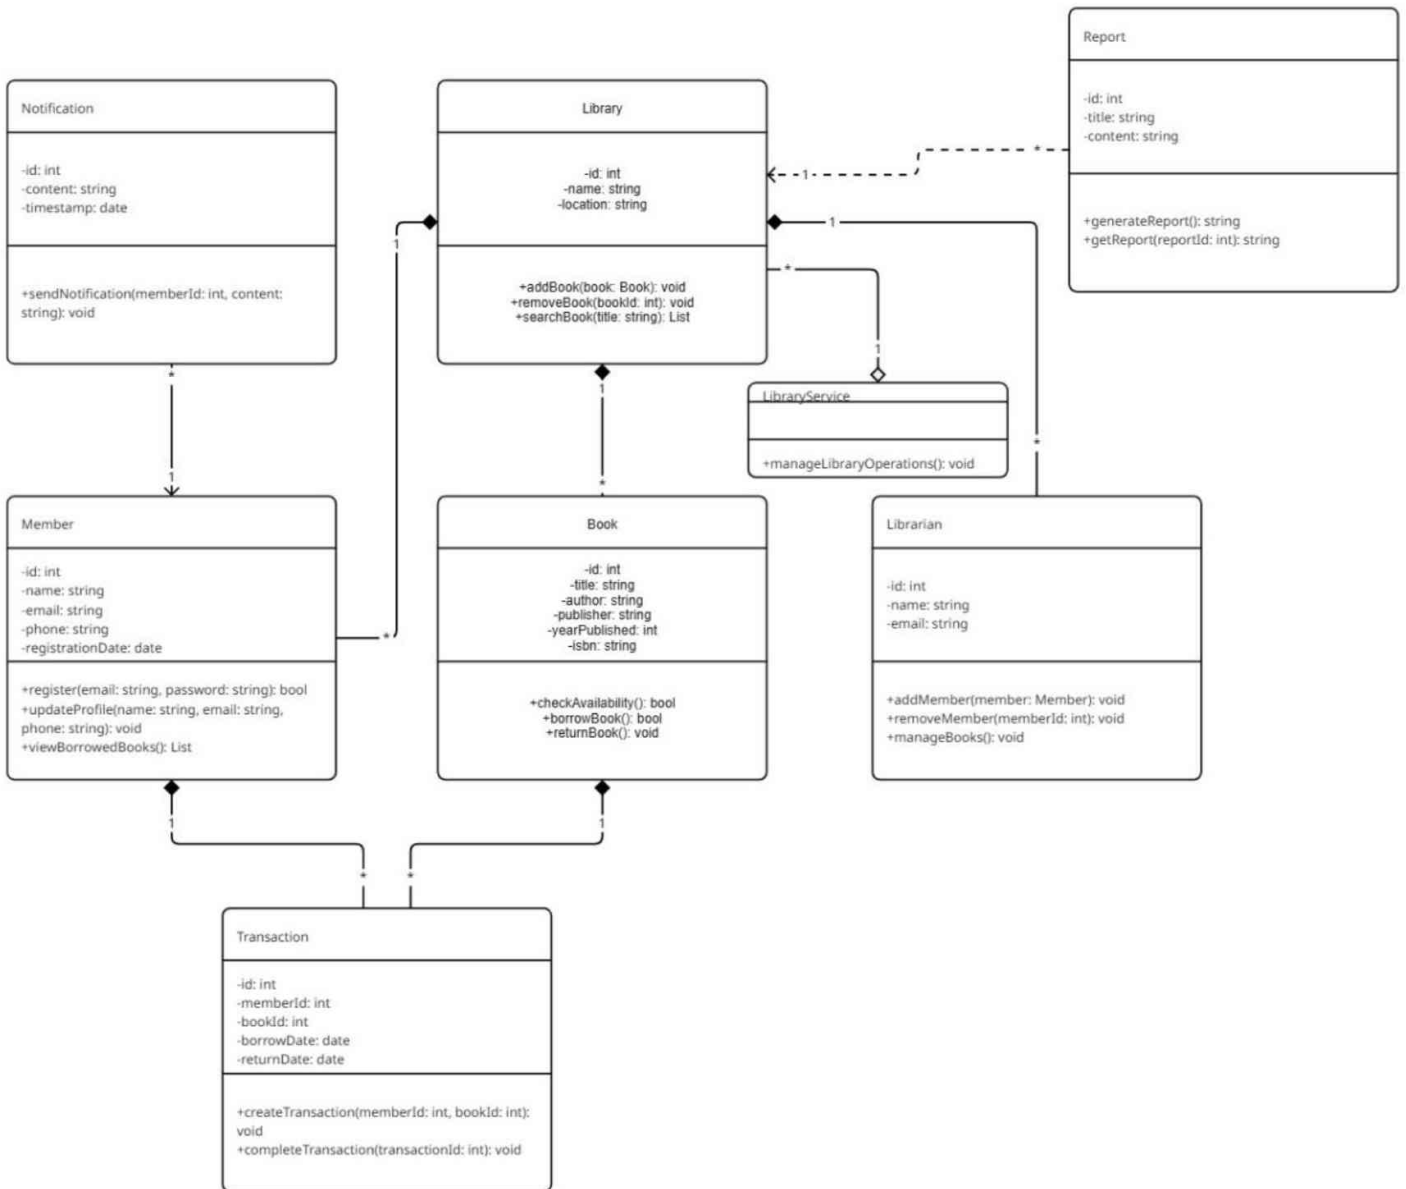 Report
-id: int
-title: string
-content: string
+generateReport(): string
+getReport(reportId: int): string
Notification
-id: int
-content: string
-timestamp: date
+sendNotification(memberId: int, content:
string): void
Library
-id: int
-name: string
-location: string
+addBook(book: Book): void
+removeBook(bookId: int): void
+searchBook(title: string): List
*
1
1
1
*
1
*
1
*
1
*
1
*
*
LibraryService
+manageLibraryOperations(): void
Member
-id: int
-name: string
-email: string
-phone: string
-registrationDate: date
+register(email: string, password: string): bool
+updateProfile(name: string, email: string,
phone: string): void
+viewBorrowedBooks(): List
Book
-id: int
-title: string
-author: string
-publisher: string
-yearPublished: int
-isbn: string
+checkAvailability(): bool
+borrowBook(): bool
+returnBook(): void
Librarian
-id: int
-name: string
-email: string
+addMember(member: Member): void
+removeMember(memberId: int): void
+manageBooks(): void
1
1
*
*
Transaction
-id: int
-memberId: int
-bookId: int
-borrowDate: date
-returnDate: date
+createTransaction(memberId: int, bookId: int):
void
+completeTransaction(transactionId: int): void